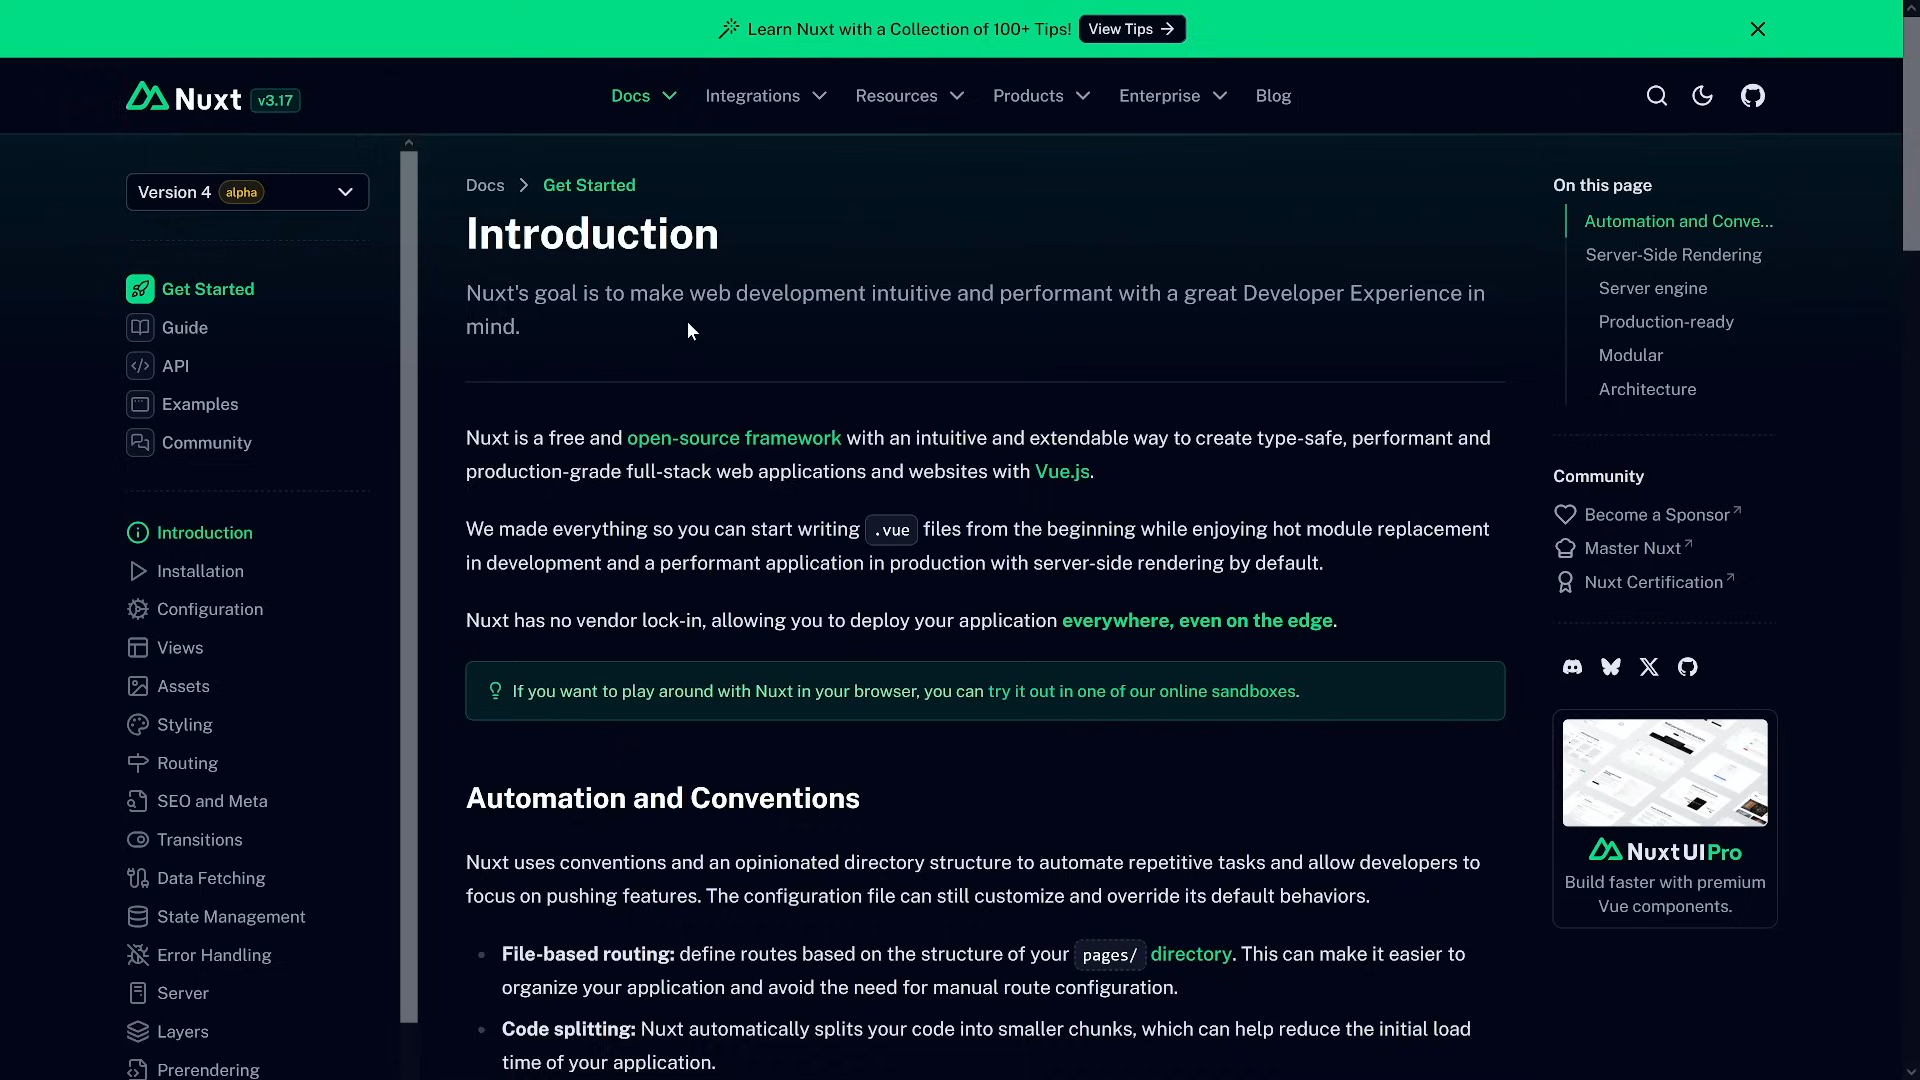 Learn Nuxt with a Collection of 100+ Tips! View Tips →
Nuxt v3.17
Docs Integrations Resources Products Enterprise Blog
Version 4 alpha
Get Started
Guide
API
Examples
Community
Introduction
Installation
Configuration
Views
Assets
Styling
Routing
SEO and Meta
Transitions
Data Fetching
State Management
Error Handling
Server
Layers
Prerendering
Docs > Get Started
Introduction
Nuxt's goal is to make web development intuitive and performant with a great Developer Experience in
mind.
Nuxt is a free and open-source framework with an intuitive and extendable way to create type-safe, performant and
production-grade full-stack web applications and websites with Vue.js.
We made everything so you can start writing .vue files from the beginning while enjoying hot module replacement
in development and a performant application in production with server-side rendering by default.
Nuxt has no vendor lock-in, allowing you to deploy your application everywhere, even on the edge.
If you want to play around with Nuxt in your browser, you can try it out in one of our online sandboxes.
Automation and Conventions
Nuxt uses conventions and an opinionated directory structure to automate repetitive tasks and allow developers to
focus on pushing features. The configuration file can still customize and override its default behaviors.
• File-based routing: define routes based on the structure of your pages/ directory. This can make it easier to
organize your application and avoid the need for manual route configuration.
• Code splitting: Nuxt automatically splits your code into smaller chunks, which can help reduce the initial load
time of your application.
On this page
Automation and Conve...
Server-Side Rendering
Server engine
Production-ready
Modular
Architecture
Community
Become a Sponsor
Master Nuxt
Nuxt Certification
Nuxt UI Pro
Build faster with premium
Vue components.